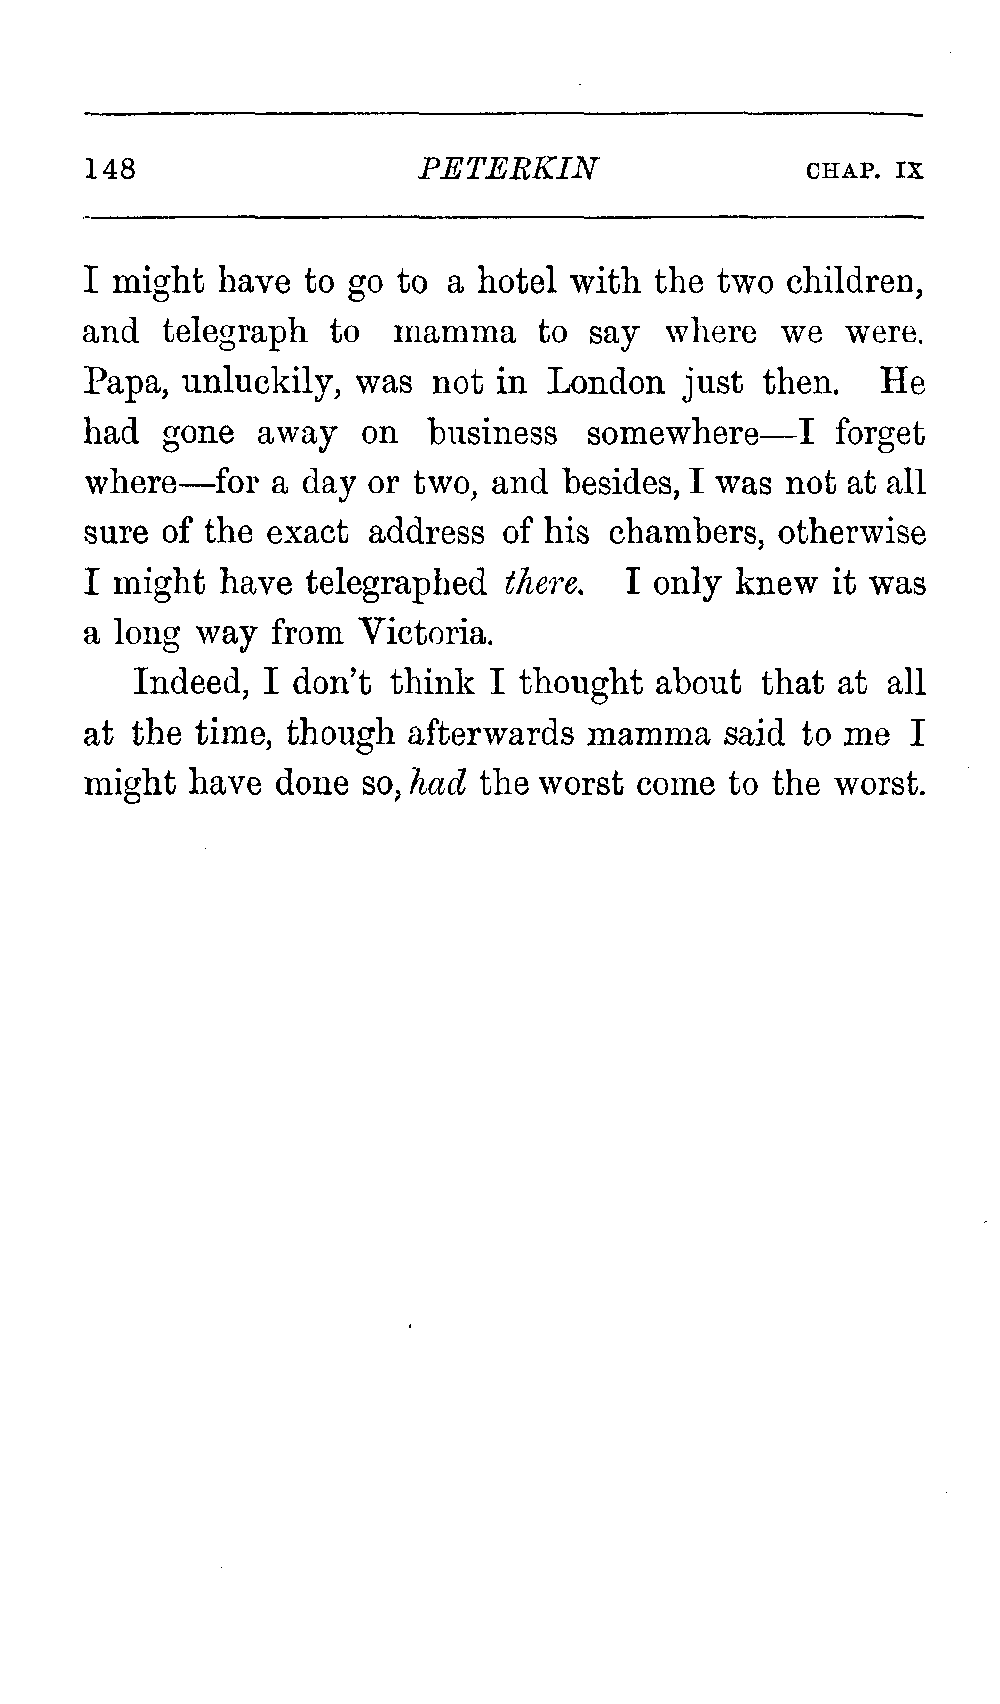 148 PETERKIN CHAP. IX
I might have to go to a hotel with the two children,
and telegraph to mamma to say where we were.
Papa, unluckily, was not in London just then. He
had gone away on business somewhere—I forget
where—for a day or two, and besides, I was not at all
sure of the exact address of his chambers, otherwise
I might have telegraphed there. I only knew it was
a long way from Victoria.
Indeed, I don't think I thought about that at all
at the time, though afterwards mamma said to me I
might have done so, had the worst come to the worst.